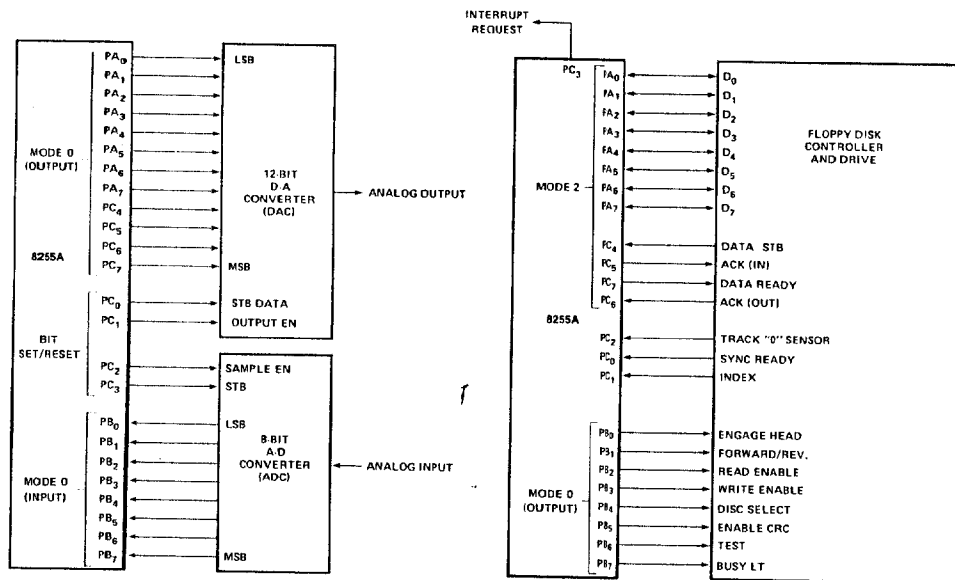 PA0
PA1
PA2
PA3
PA4
PA5
PA6
PA7
PC4
PC5
PC6
PC7
MODE 0
(OUTPUT)
8255A
PC0
PC1
BIT
SET/RESET
PC2
PC3
PB0
PB1
PB2
PB3
PB4
PB5
PB6
PB7
MODE 0
(INPUT)
LSB
12-BIT
D-A
CONVERTER
(DAC)
MSB
STB DATA
OUTPUT EN
ANALOG OUTPUT
SAMPLE EN
STB
LSB
8-BIT
A-D
CONVERTER
(ADC)
MSB
ANALOG INPUT
INTERRUPT
REQUEST
PC3
PA0
PA1
PA2
PA3
PA4
PA5
PA6
PA7
MODE 2
PC4
PC5
PC7
PC6
8255A
PC2
PC0
PC1
PB0
PB1
PB2
PB3
PB4
PB5
PB6
PB7
MODE 0
(OUTPUT)
D0
D1
D2
D3
D4
D5
D6
D7
FLOPPY DISK
CONTROLLER
AND DRIVE
DATA STB
ACK (IN)
DATA READY
ACK (OUT)
TRACK "0" SENSOR
SYNC READY
INDEX
ENGAGE HEAD
FORWARD/REV.
READ ENABLE
WRITE ENABLE
DISC SELECT
ENABLE CRC
TEST
BUSY LT